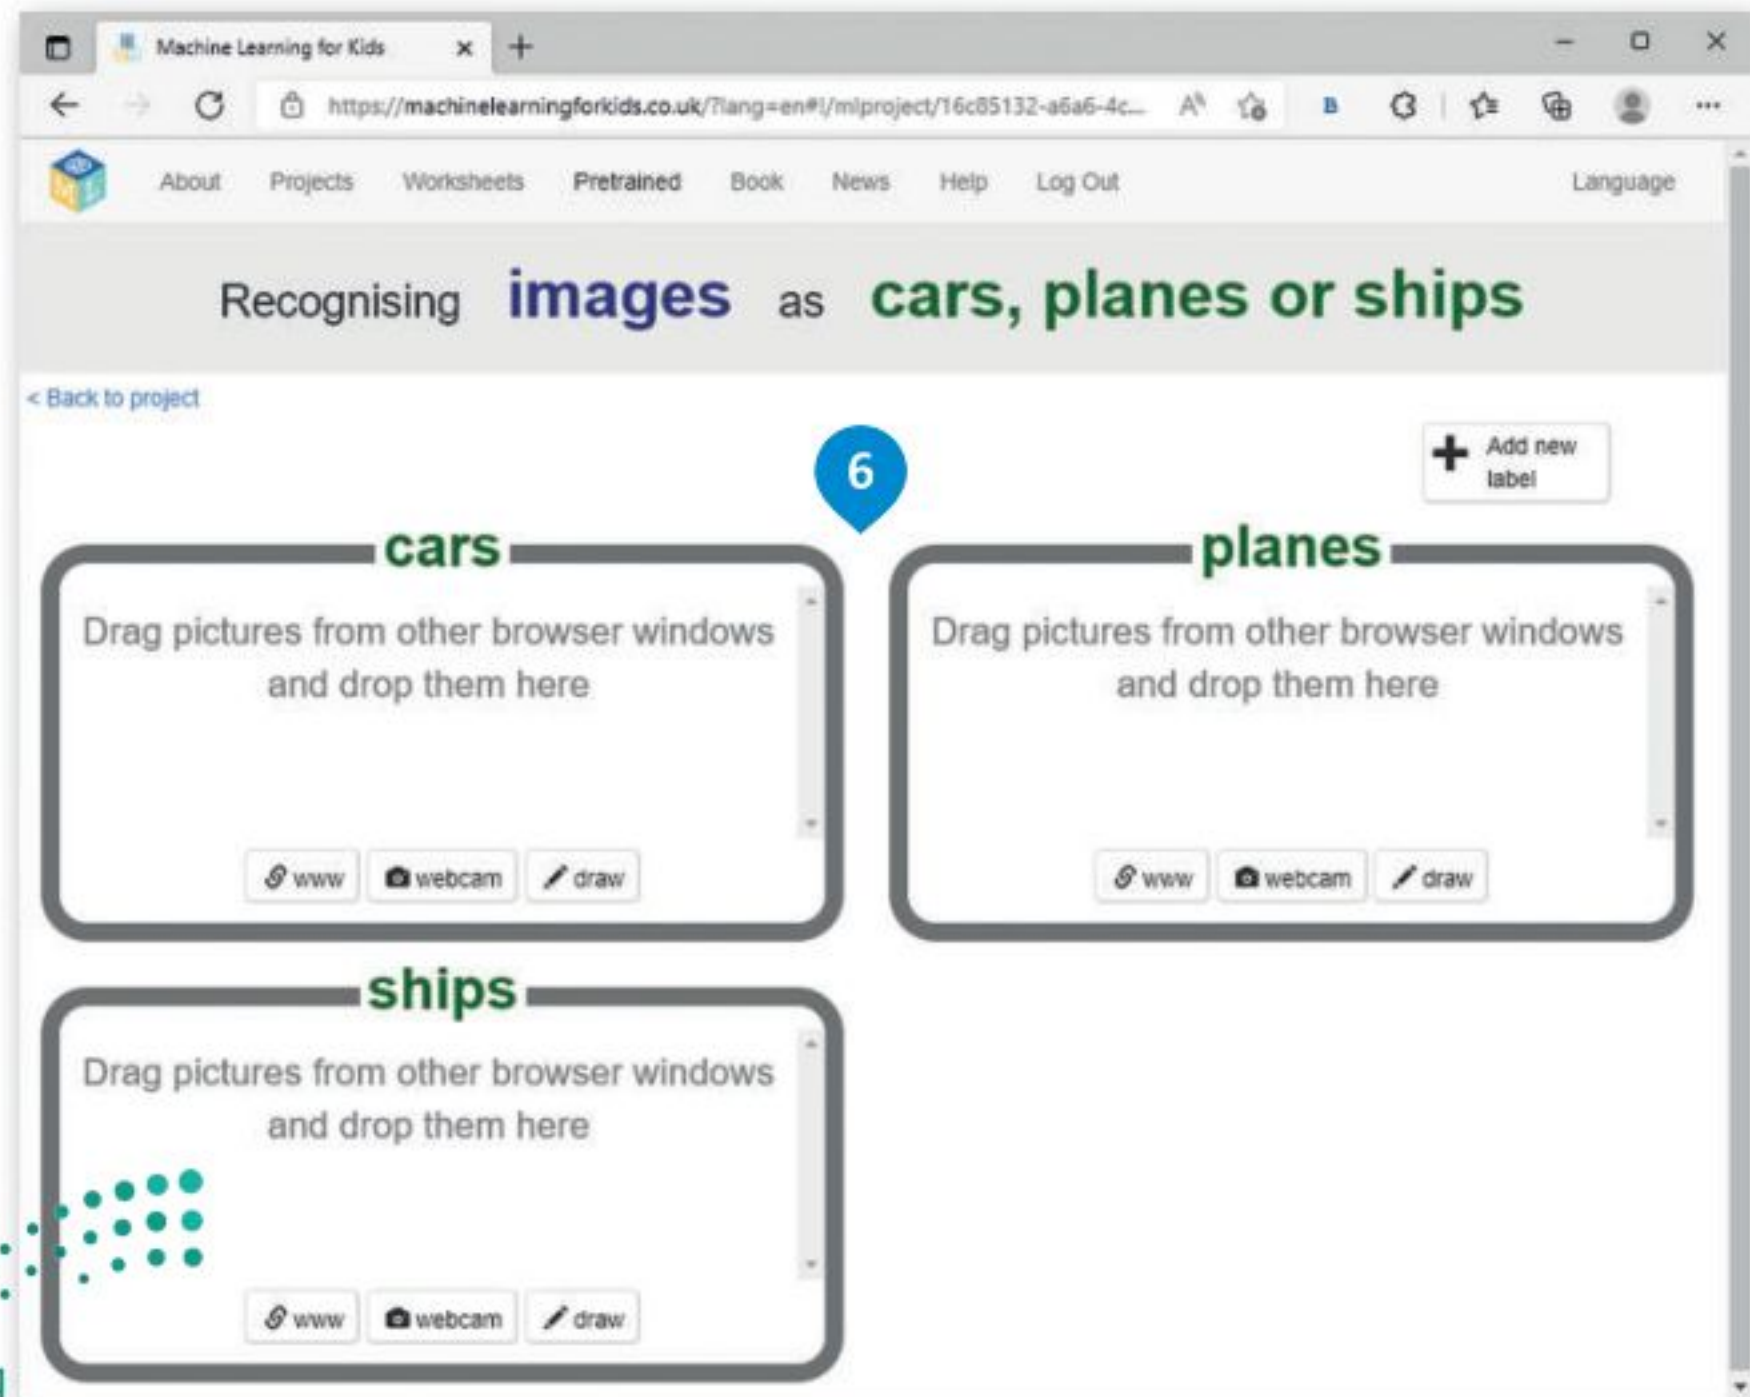 Machine Learning for Kids
https://machinelearningforkids.co.uk/?lang=en#!/mlproject/16c85132-a6a6-4c...
About Projects Worksheets Pretrained Book News Help Log Out Language
Recognising images as cars, planes or ships
< Back to project
6
Add new
label
cars
Drag pictures from other browser windows
and drop them here
www webcam draw
planes
Drag pictures from other browser windows
and drop them here
www webcam draw
ships
Drag pictures from other browser windows
and drop them here
www webcam draw